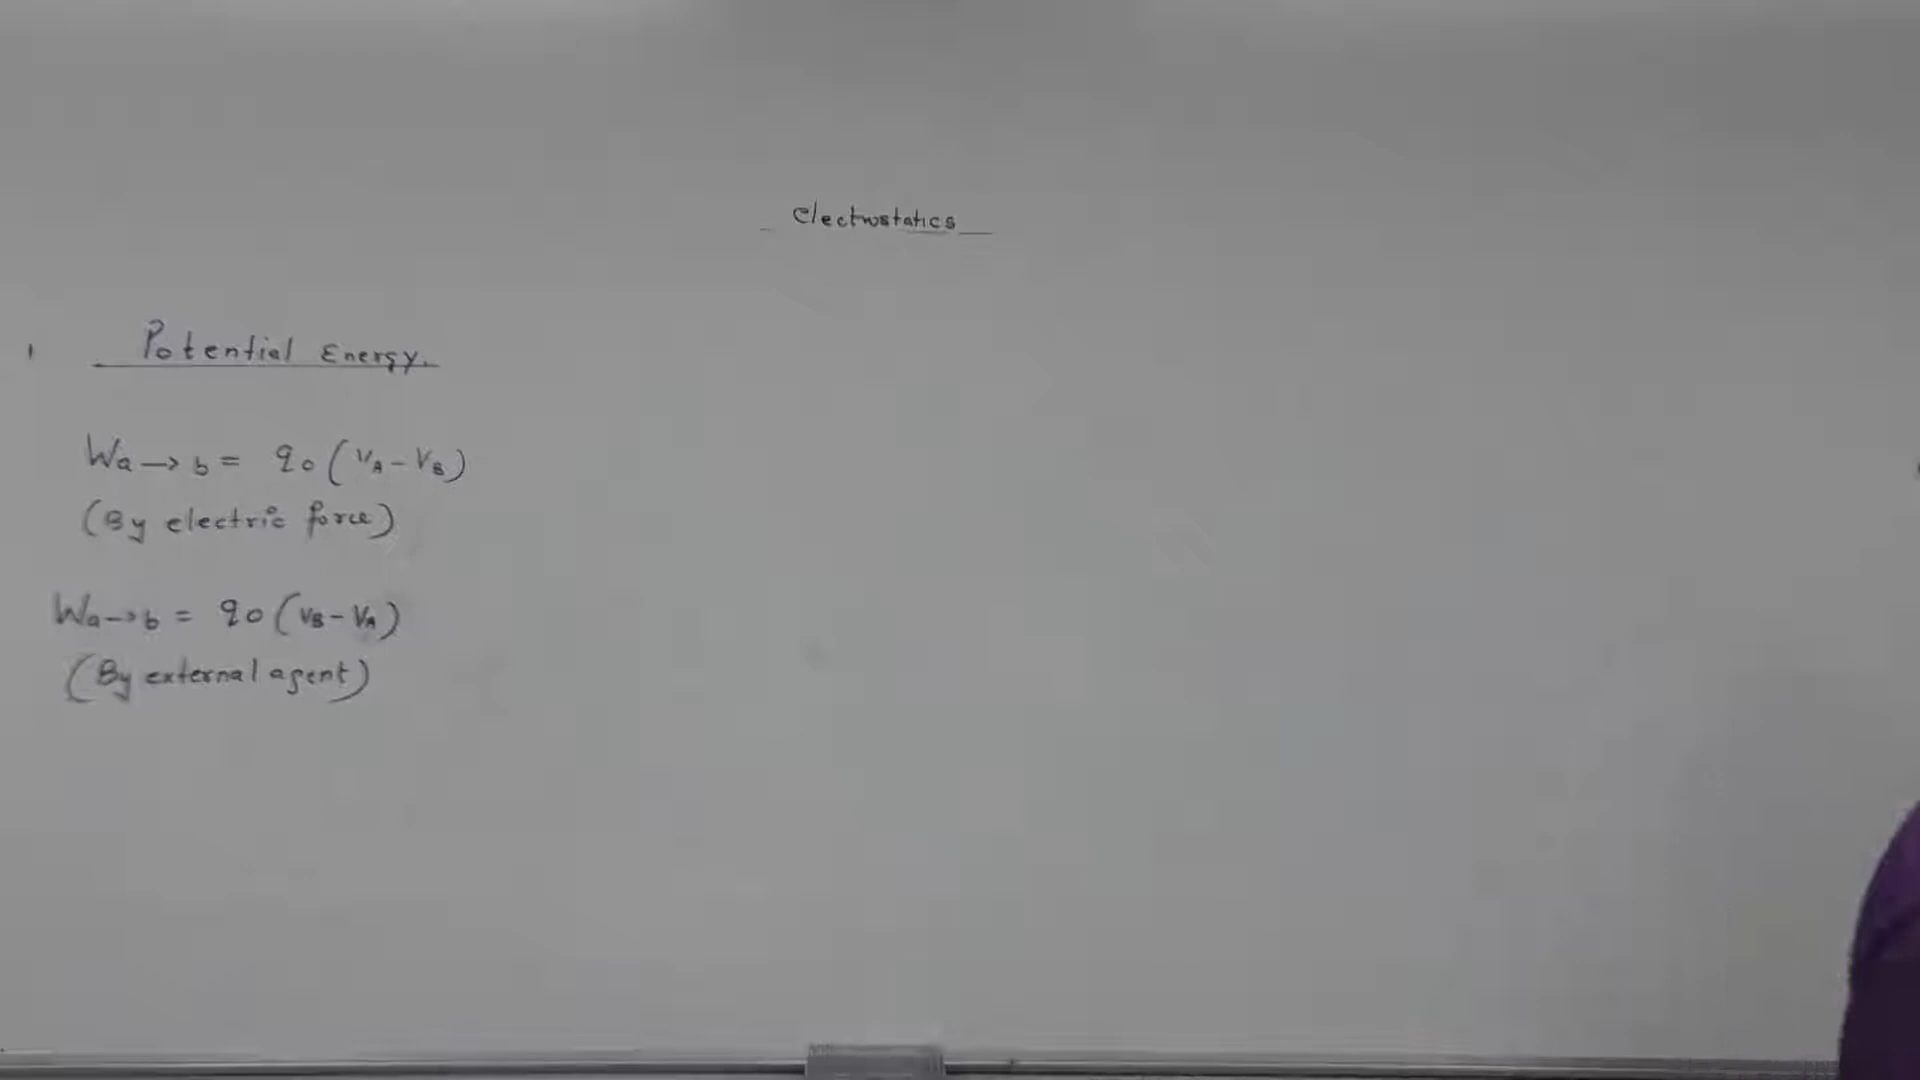 Electrostatics
Potential Energy.
Wa→b = q0 (VA - VB)
(By electric force)
Wa→b = q0 (VB - VA)
(By external agent)